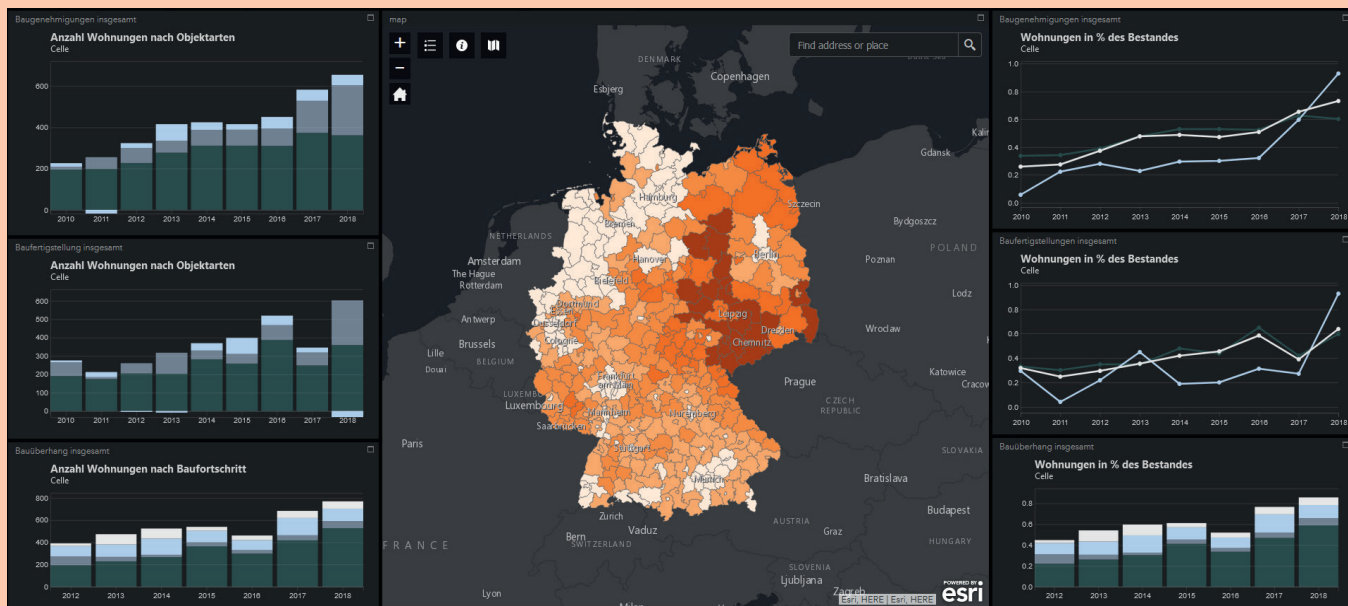 Baugenehmigungen insgesamt
Anzahl Wohnungen nach Objektarten
Celle
600
400
200
0
2010 2011 2012 2013 2014 2015 2016 2017 2018
Baufertigstellung insgesamt
Anzahl Wohnungen nach Objektarten
Celle
600
500
400
300
200
100
0
2010 2011 2012 2013 2014 2015 2016 2017 2018
Bauüberhang insgesamt
Anzahl Wohnungen nach Baufortschritt
Celle
800
600
400
200
0
2012 2013 2014 2015 2016 2017 2018
map
+
−
Find address or place
DENMARK
Copenhagen
Esbjerg
Kali
Gdansk
Hamburg
Szczecin
Bremen
Bydgoszcz
NETHERLANDS
POLAND
Berlin
Amsterdam
Hanover
Poznan
The Hague
Rotterdam
Bielefeld
Lodz
Dortmund
Essen
Leipzig
Antwerp
Dusseldorf
Dresden
Wroclaw
Brussels
Cologne
Chemnitz
Lille
BELGIUM
Douai
Katowice
Frankfurt
am Main
Prague
Cracow
LUXEMBO
Luxembourg
CZECH
REPUBLIC
Mannheim
Nuremberg
Saarbrücken
Paris
SLOVAKIA
Stuttgart
Munich
Bratislava
Budapest
Zurich
AUSTRIA
Vaduz
Graz
Bern
HUNGARY
FRANCE
SWITZERLAND
SLOVENIA
Ljubljana
Zagreb
Lyon
Milan
Esri, HERE | Esri, HERE
POWERED BY
esri
Baugenehmigungen insgesamt
Wohnungen in % des Bestandes
Celle
1.0
0.8
0.6
0.4
0.2
0.0
2010 2011 2012 2013 2014 2015 2016 2017 2018
Baufertigstellungen insgesamt
Wohnungen in % des Bestandes
Celle
1.0
0.8
0.6
0.4
0.2
0.0
2010 2011 2012 2013 2014 2015 2016 2017 2018
Bauüberhang insgesamt
Wohnungen in % des Bestandes
Celle
0.8
0.6
0.4
0.2
0.0
2012 2013 2014 2015 2016 2017 2018